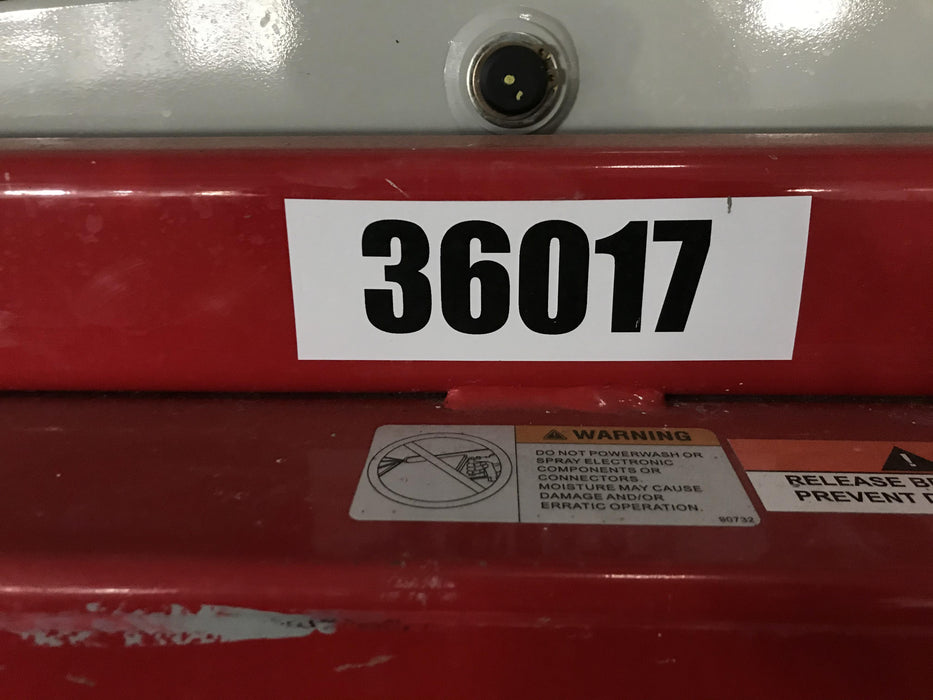 36017
WARNING
DO NOT POWERWASH OR
SPRAY ELECTRONIC
COMPONENTS OR
CONNECTORS.
MOISTURE MAY CAUSE
DAMAGE AND/OR
ERRATIC OPERATION.
90732
RELEASE
PREVENT